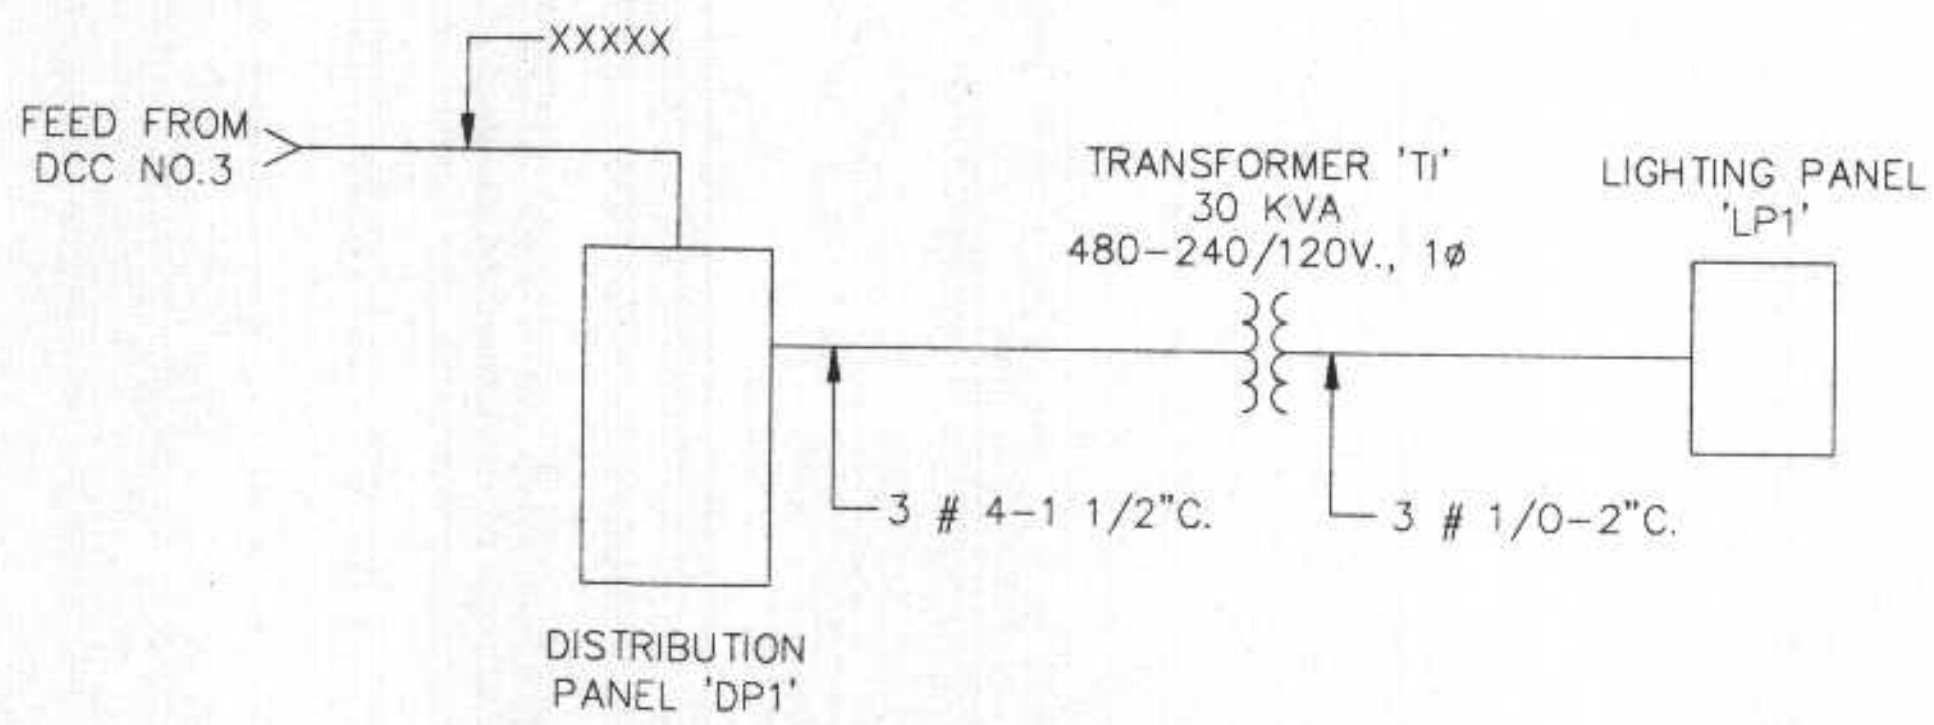 XXXXX
FEED FROM
DCC NO.3
TRANSFORMER 'T1'
30 KVA
480-240/120V., 1ø
LIGHTING PANEL
'LP1'
3 # 4-1 1/2"C.
3 # 1/0-2"C.
DISTRIBUTION
PANEL 'DP1'